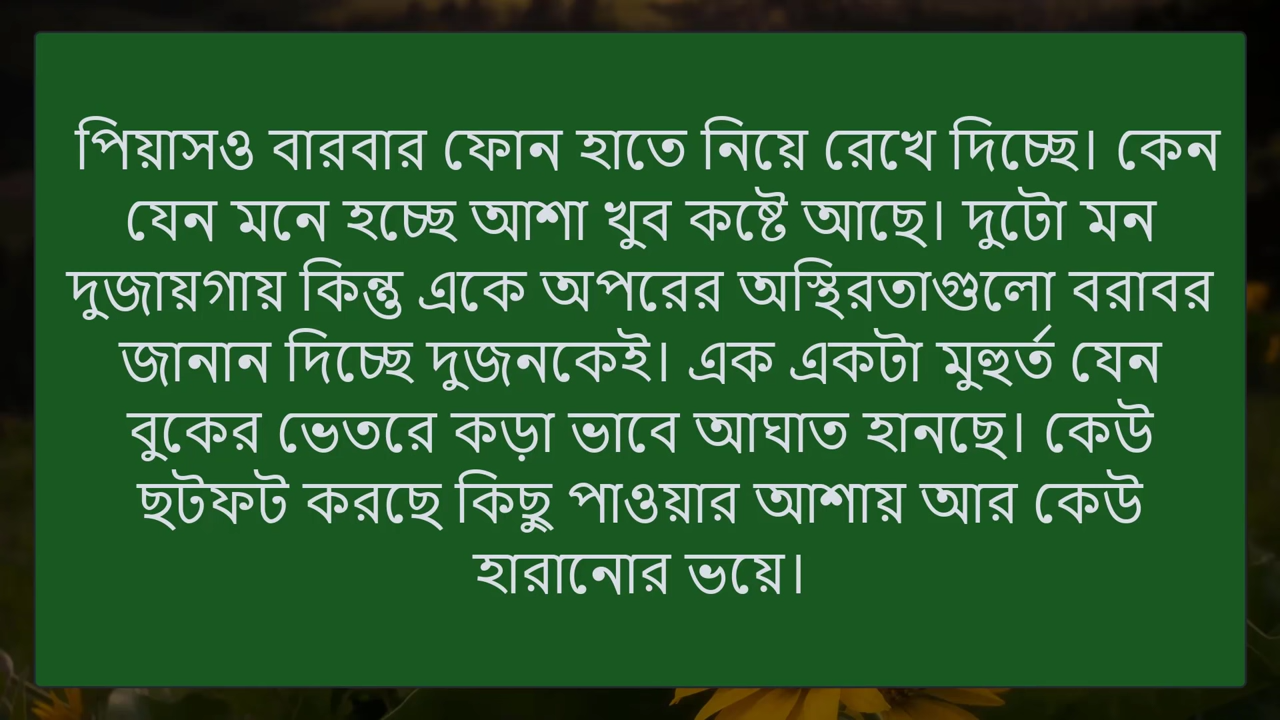 পিয়াসও বারবার ফোন হাতে নিয়ে রেখে দিচ্ছে। কেন
যেন মনে হচ্ছে আশা খুব কষ্টে আছে। দুটো মন
দুজায়গায় কিন্তু একে অপরের অস্থিরতাগুলো বরাবর
জানান দিচ্ছে দুজনকেই। এক একটা মুহুর্ত যেন
বুকের ভেতরে কড়া ভাবে আঘাত হানছে। কেউ
ছটফট করছে কিছু পাওয়ার আশায় আর কেউ
হারানোর ভয়ে।